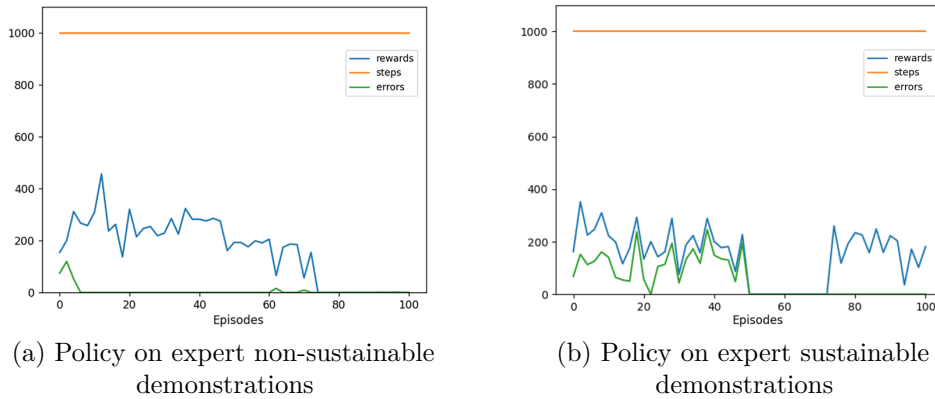 1000
800
600
400
200
0
rewards
steps
errors
0 20 40 60 80 100
Episodes
(a) Policy on expert non-sustainable
demonstrations
1000
800
600
400
200
0
rewards
steps
errors
0 20 40 60 80 100
Episodes
(b) Policy on expert sustainable
demonstrations